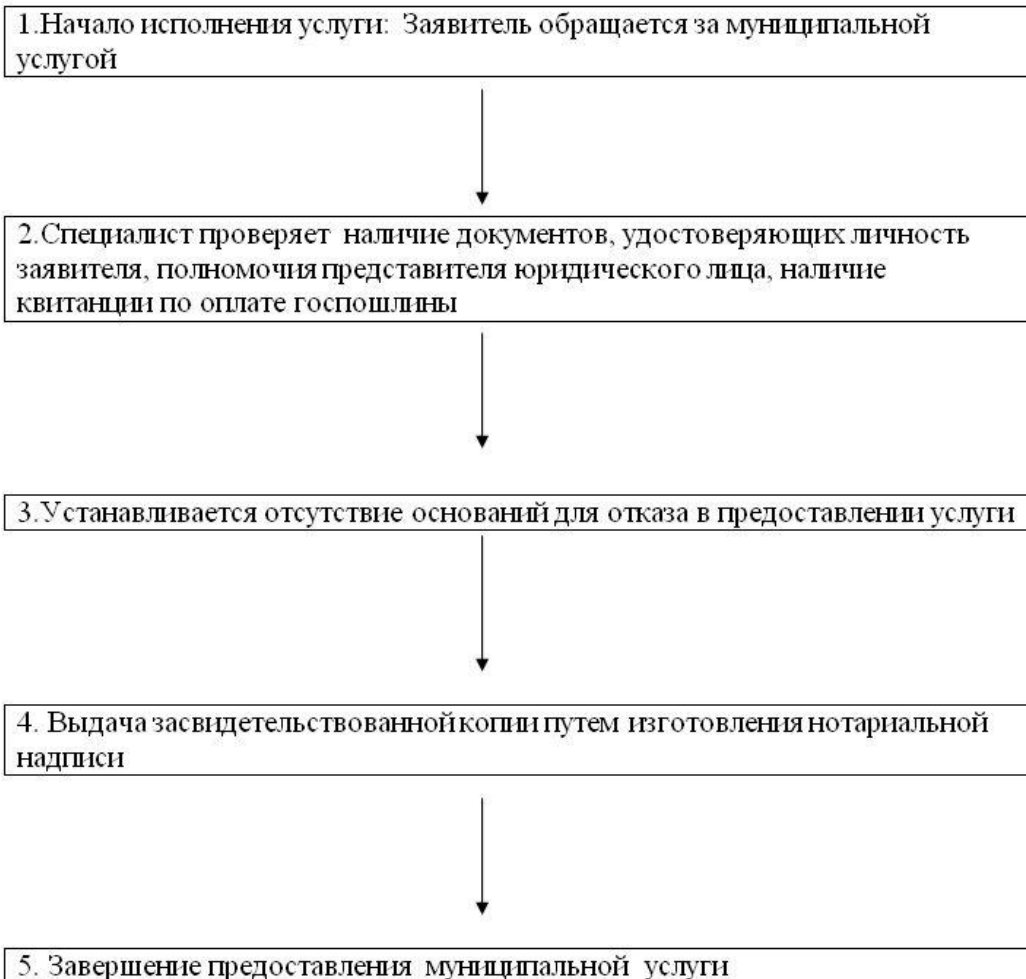 1.Начало исполнения услуги: Заявитель обращается за муниципальной
услугой
2.Специалист проверяет наличие документов, удостоверяющих личность
заявителя, полномочия представителя юридического лица, наличие
квитанции по оплате госпошлины
3.Устанавливается отсутствие оснований для отказа в предоставлении услуги
4. Выдача засвидетельствованной копии путем изготовления нотариальной
надписи
5. Завершение предоставления муниципальной услуги